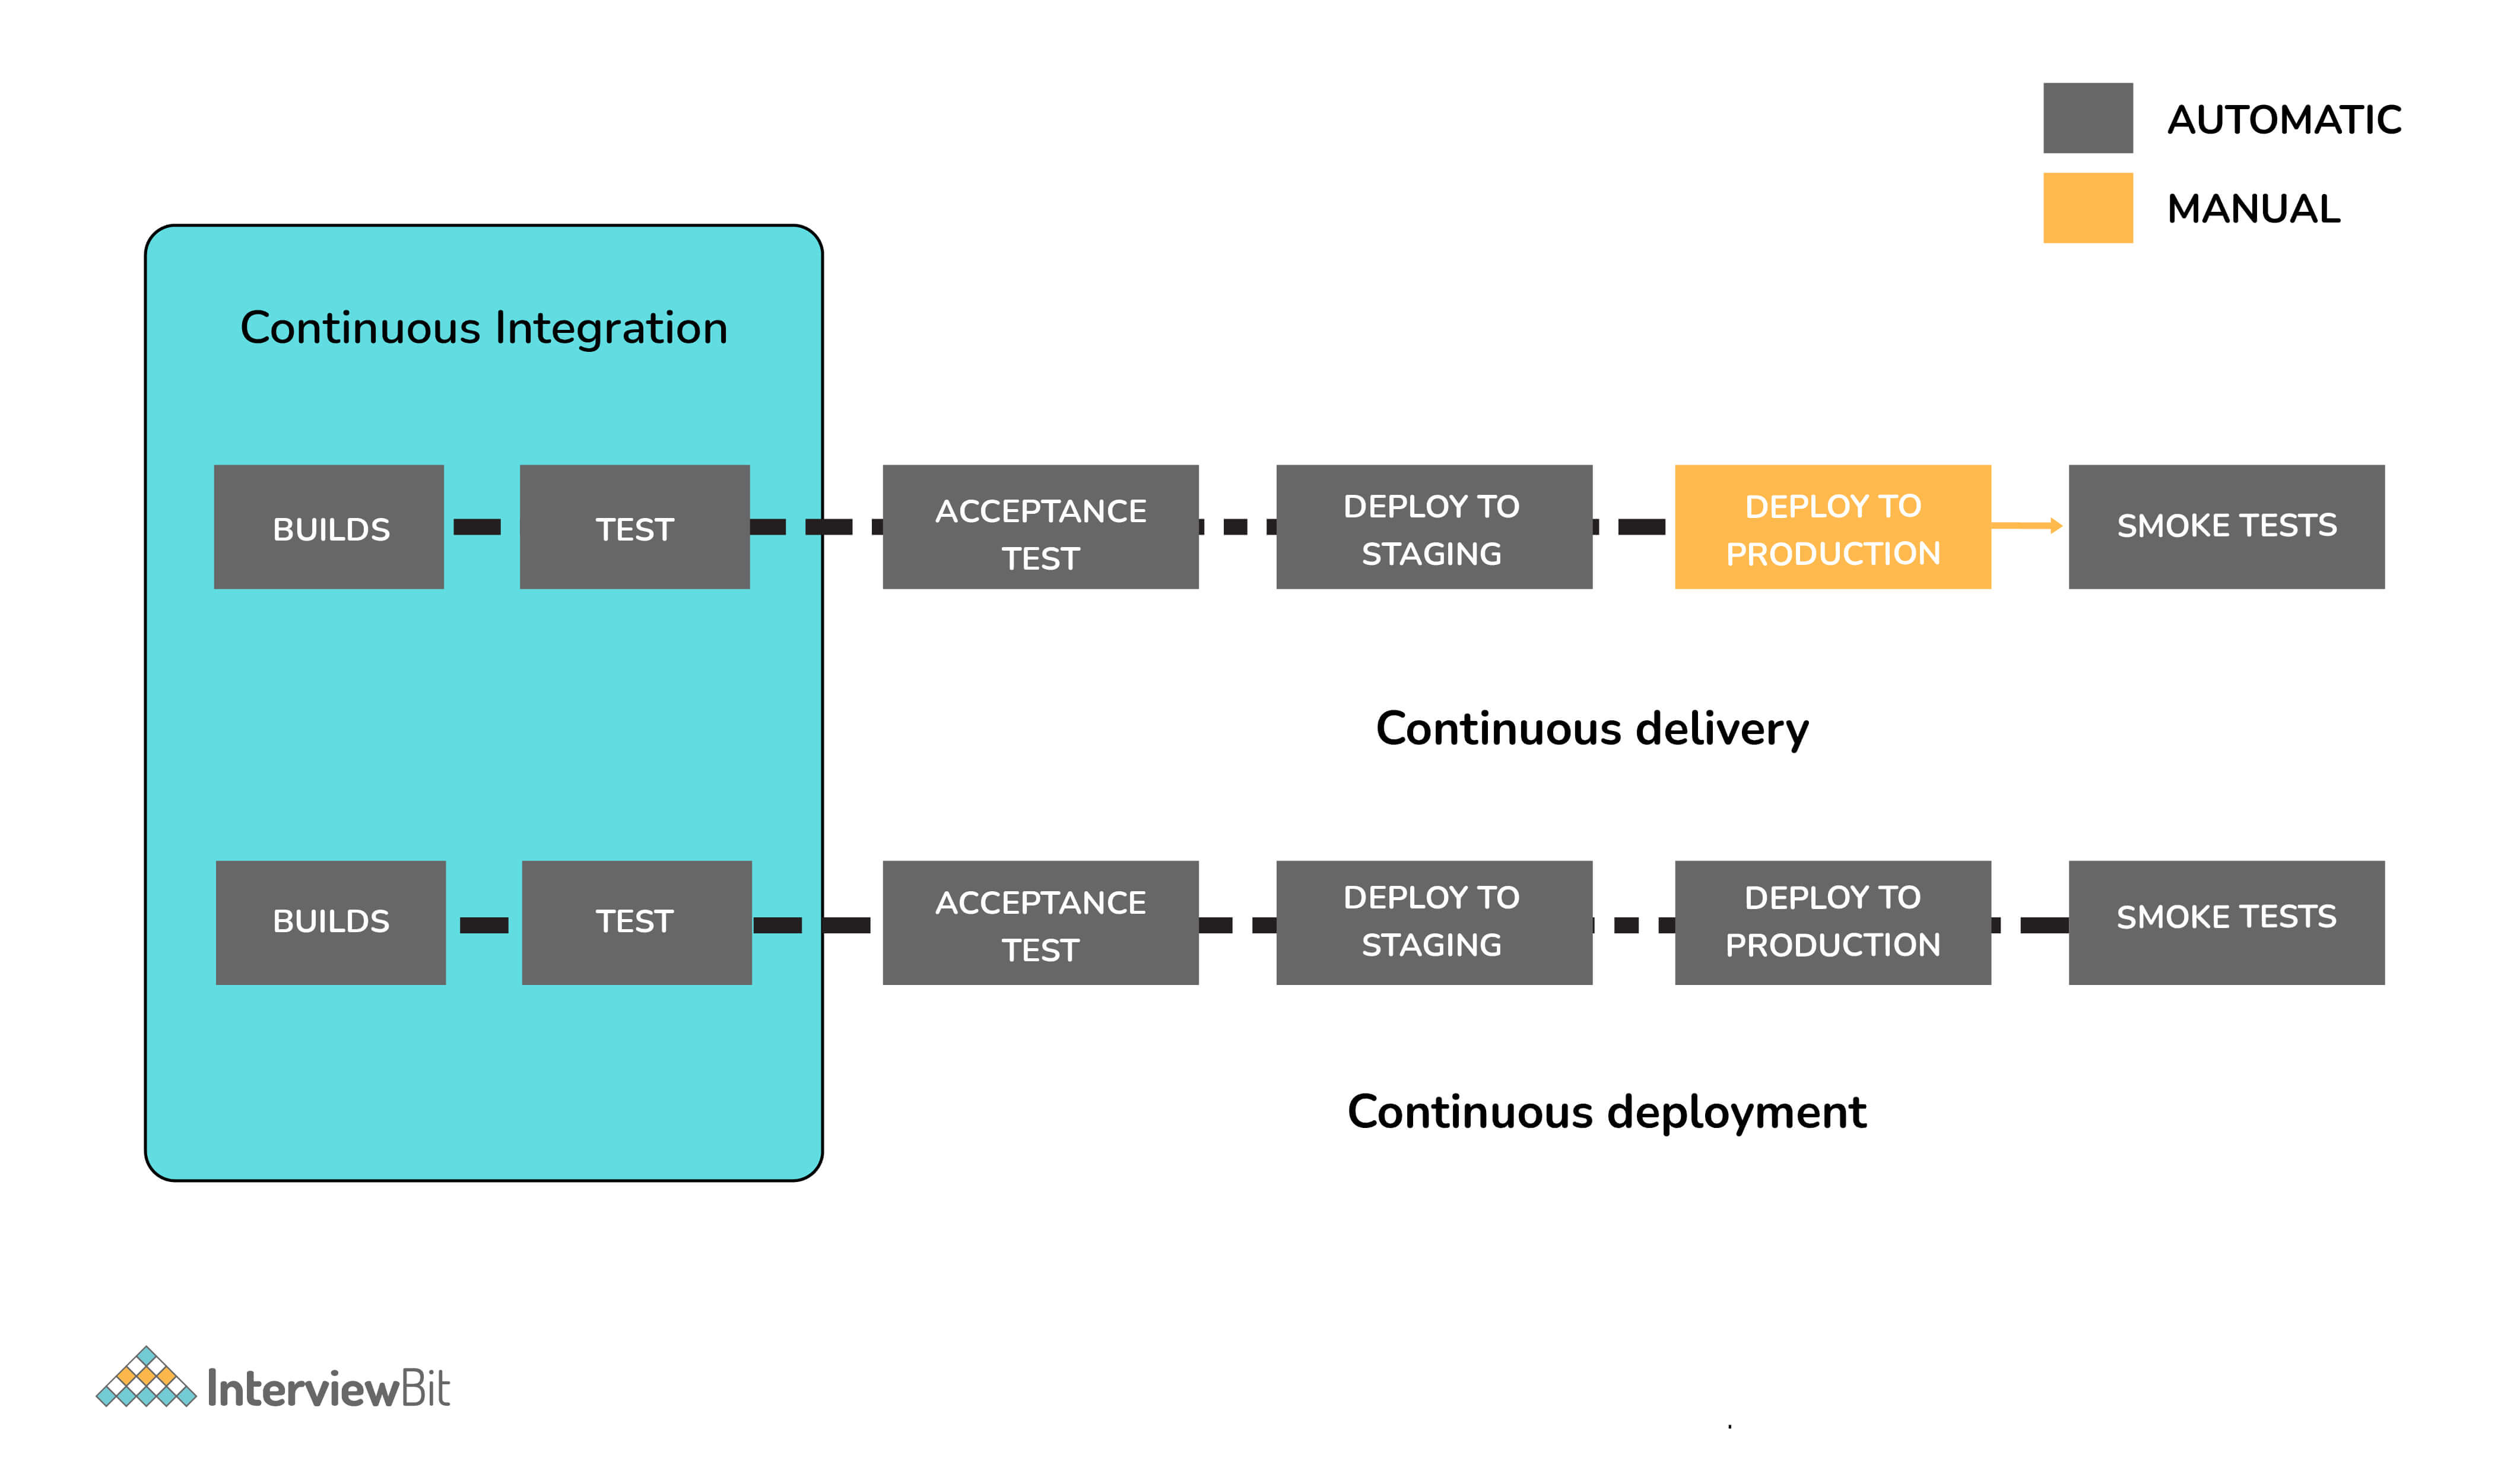 AUTOMATIC
MANUAL
Continuous Integration
BUILDS
TEST
ACCEPTANCE
TEST
DEPLOY TO
STAGING
DEPLOY TO
PRODUCTION
SMOKE TESTS
Continuous delivery
BUILDS
TEST
ACCEPTANCE
TEST
DEPLOY TO
STAGING
DEPLOY TO
PRODUCTION
SMOKE TESTS
Continuous deployment
InterviewBit